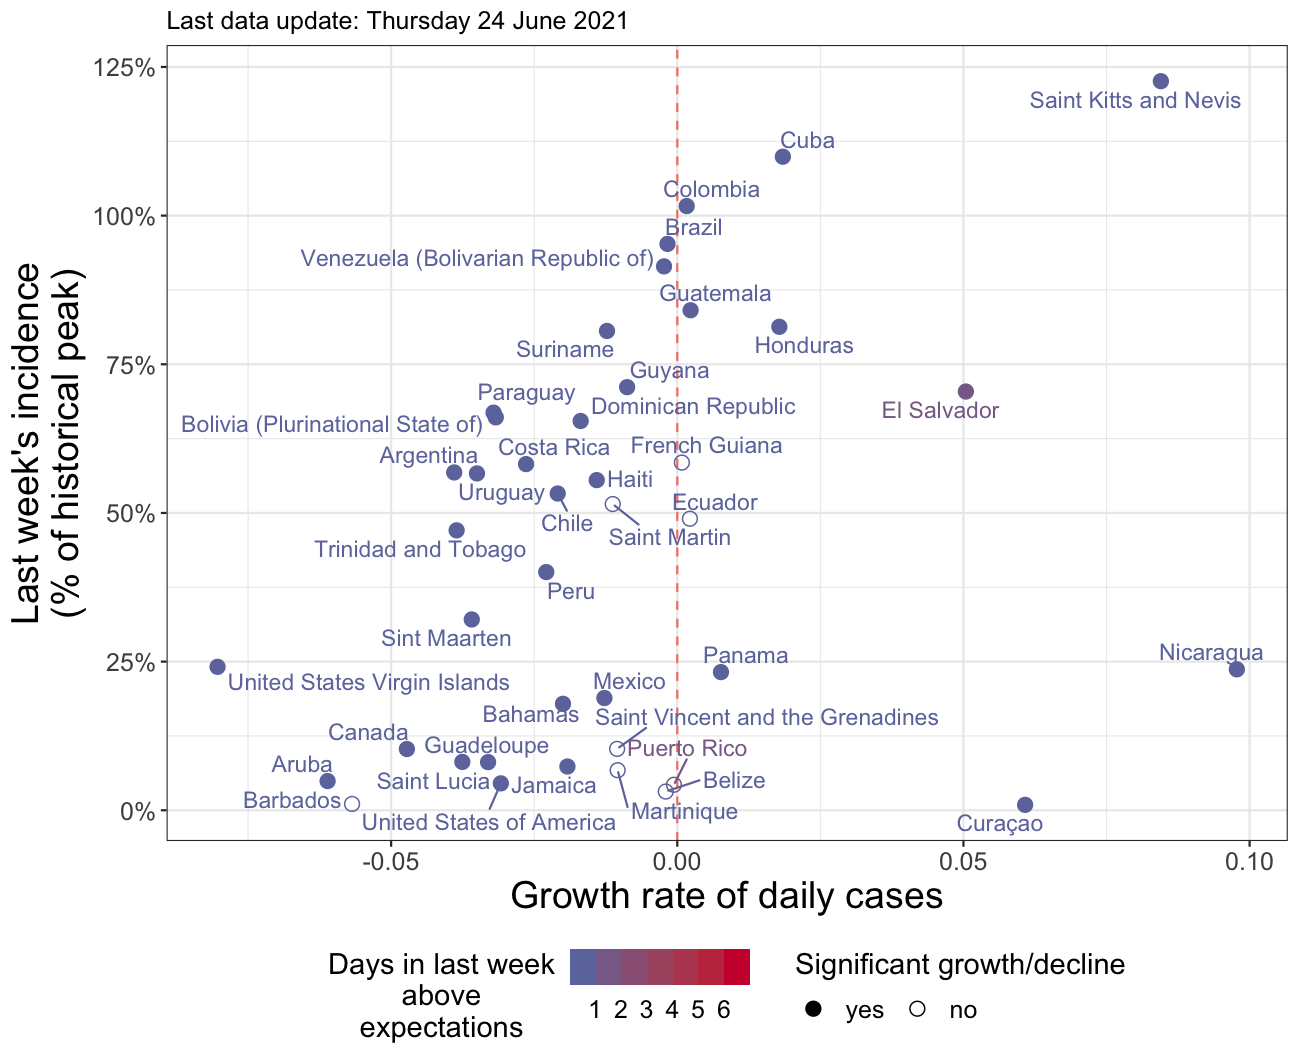 Last data update: Thursday 24 June 2021
Last week's incidence
(% of historical peak)
125%
100%
75%
50%
25%
0%
Saint Kitts and Nevis
Cuba
Colombia
Brazil
Venezuela (Bolivarian Republic of)
Guatemala
Honduras
Suriname
Guyana
El Salvador
Paraguay
Dominican Republic
Bolivia (Plurinational State of)
French Guiana
Costa Rica
Argentina
Haiti
Uruguay
Ecuador
Chile
Saint Martin
Trinidad and Tobago
Peru
Sint Maarten
Nicaragua
Panama
United States Virgin Islands
Mexico
Bahamas
Saint Vincent and the Grenadines
Canada
Guadeloupe
Puerto Rico
Aruba
Saint Lucia
Jamaica
Belize
Barbados
Martinique
United States of America
Curaçao
-0.05
0.00
0.05
0.10
Growth rate of daily cases
Days in last week
above
expectations
1 2 3 4 5 6
Significant growth/decline
yes
no